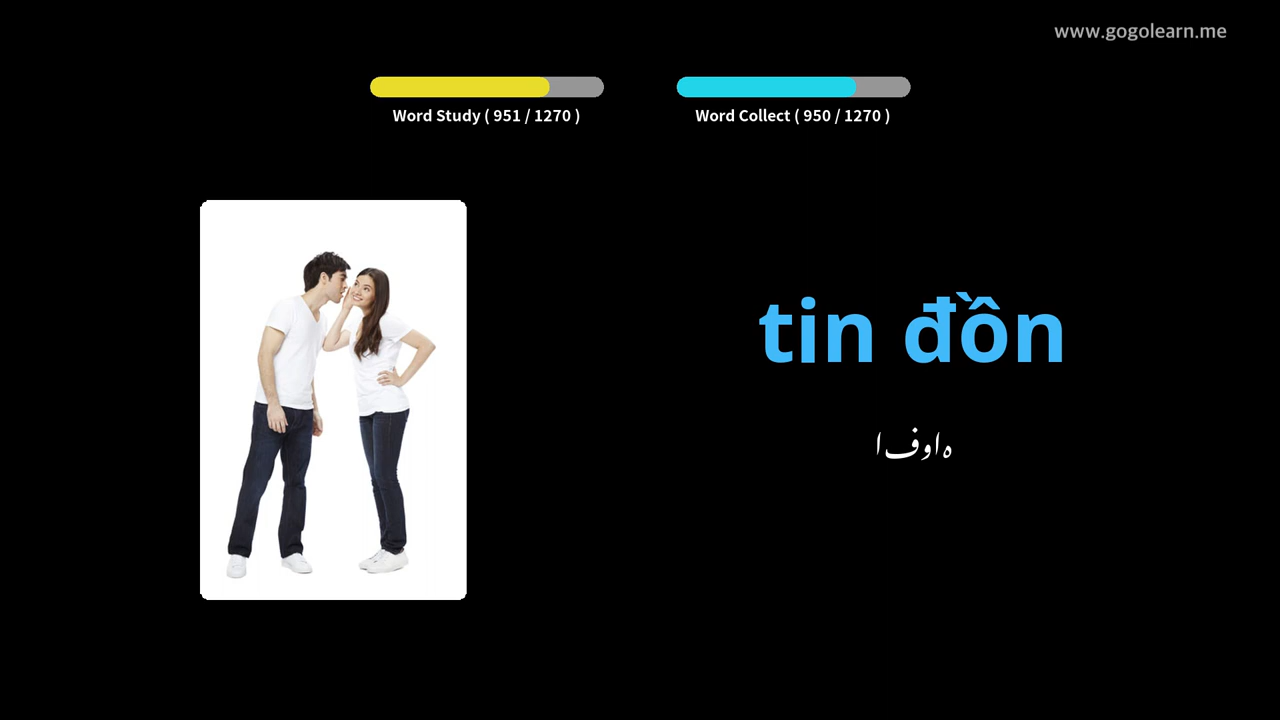 www.gogolearn.me
Word Study ( 951 / 1270 )
Word Collect ( 950 / 1270 )
tin đồn
افواہ